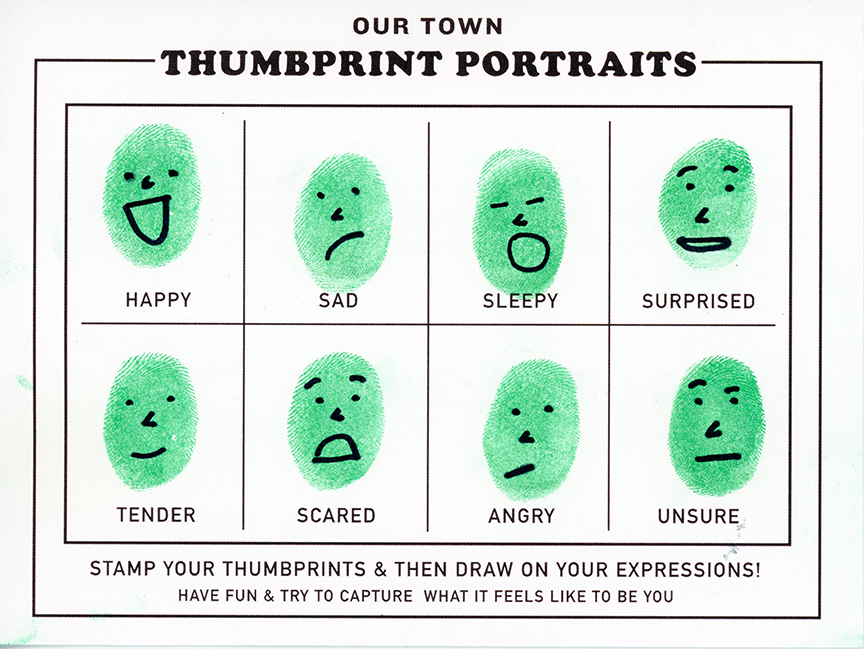 OUR TOWN
THUMBPRINT PORTRAITS
HAPPY
SAD
SLEEPY
SURPRISED
TENDER
SCARED
ANGRY
UNSURE
STAMP YOUR THUMBPRINTS & THEN DRAW ON YOUR EXPRESSIONS!
HAVE FUN & TRY TO CAPTURE WHAT IT FEELS LIKE TO BE YOU